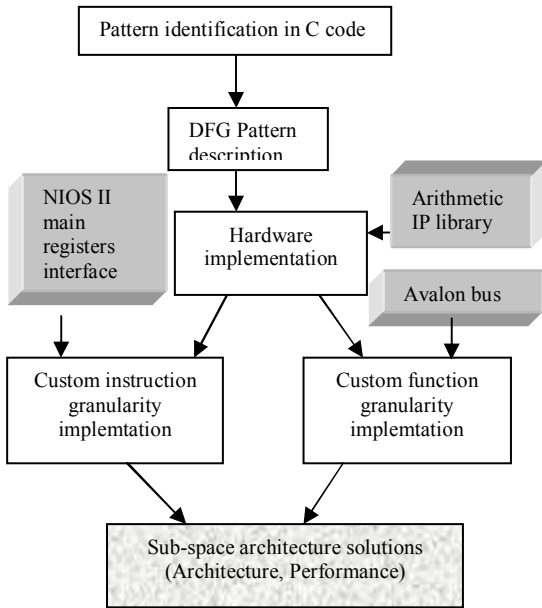 Pattern identification in C code
DFG Pattern
description
NIOS II
main
registers
interface
Arithmetic
IP library
Hardware
implementation
Avalon bus
Custom instruction
granularity
implemtation
Custom function
granularity
implemtation
Sub-space architecture solutions
(Architecture, Performance)